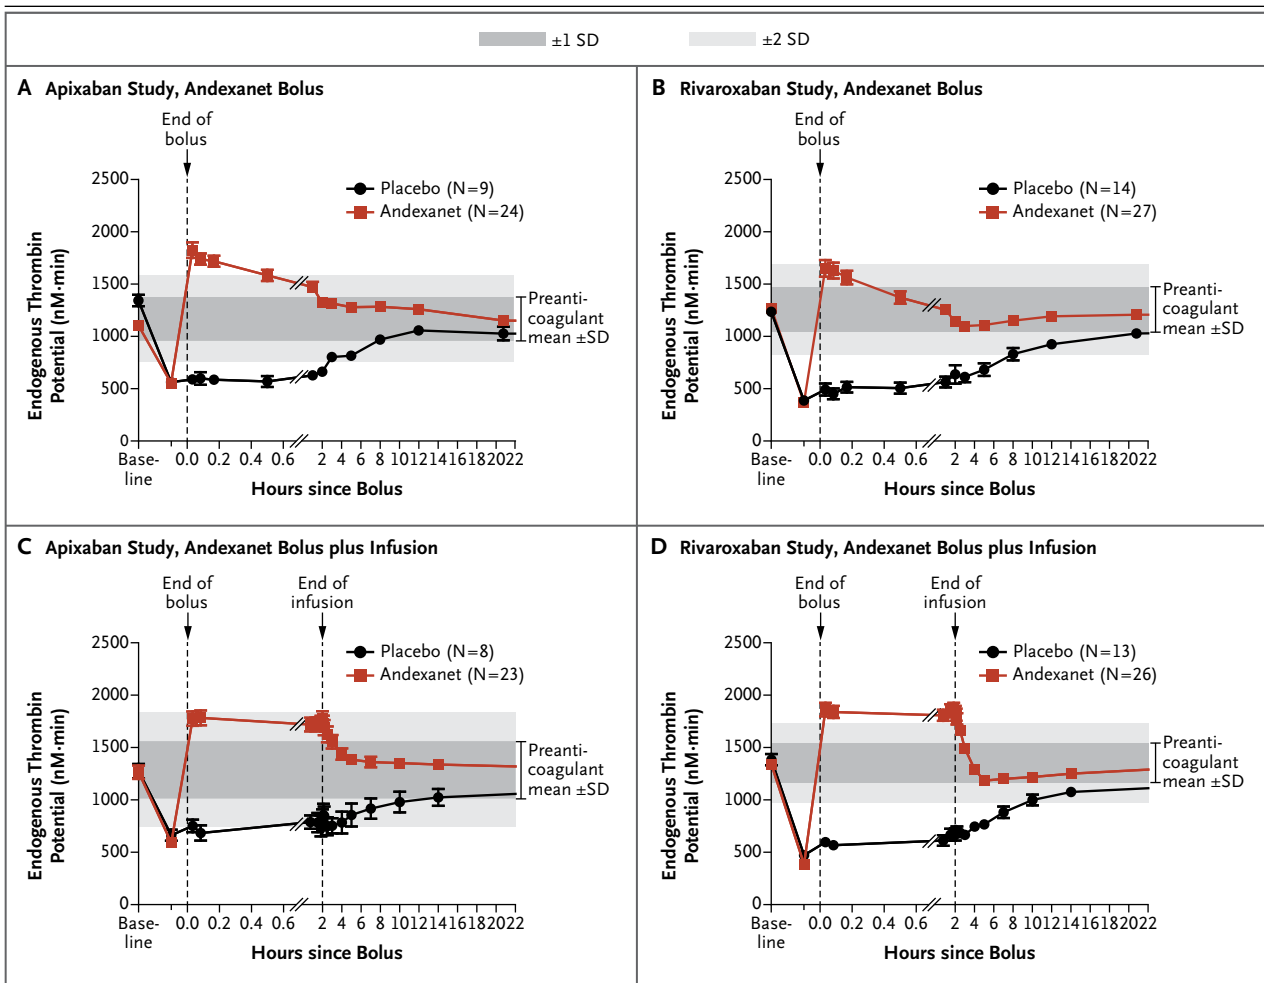 ±1 SD
±2 SD
A Apixaban Study, Andexanet Bolus
End of
bolus
Placebo (N=9)
Andexanet (N=24)
Endogenous Thrombin
Potential (nM·min)
2500
2000
1500
1000
500
0
Preanti-
coagulant
mean ±SD
Base-
line
0.0 0.2 0.4 0.6 2 4 6 8 10 12 14 16 18 20 22
Hours since Bolus
B Rivaroxaban Study, Andexanet Bolus
End of
bolus
Placebo (N=14)
Andexanet (N=27)
Endogenous Thrombin
Potential (nM·min)
2500
2000
1500
1000
500
0
Preanti-
coagulant
mean ±SD
Base-
line
0.0 0.2 0.4 0.6 2 4 6 8 10 12 14 16 18 20 22
Hours since Bolus
C Apixaban Study, Andexanet Bolus plus Infusion
End of
bolus
End of
infusion
Placebo (N=8)
Andexanet (N=23)
Endogenous Thrombin
Potential (nM·min)
2500
2000
1500
1000
500
0
Preanti-
coagulant
mean ±SD
Base-
line
0.0 0.2 0.4 0.6 2 4 6 8 10 12 14 16 18 20 22
Hours since Bolus
D Rivaroxaban Study, Andexanet Bolus plus Infusion
End of
bolus
End of
infusion
Placebo (N=13)
Andexanet (N=26)
Endogenous Thrombin
Potential (nM·min)
2500
2000
1500
1000
500
0
Preanti-
coagulant
mean ±SD
Base-
line
0.0 0.2 0.4 0.6 2 4 6 8 10 12 14 16 18 20 22
Hours since Bolus